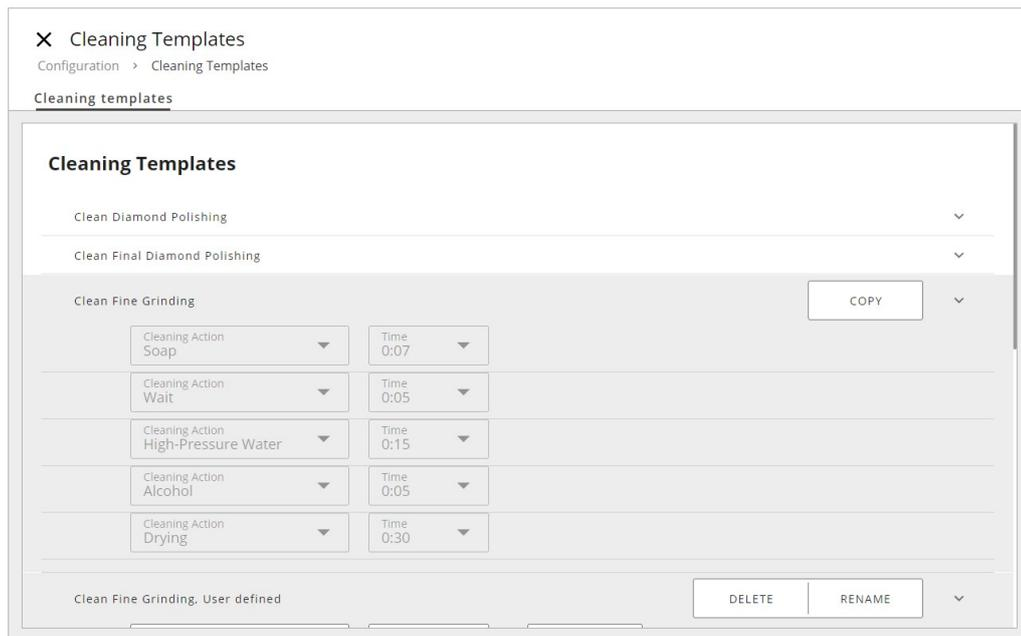 Cleaning Templates
Configuration > Cleaning Templates
Cleaning templates
Cleaning Templates
Clean Diamond Polishing
Clean Final Diamond Polishing
Clean Fine Grinding COPY
Cleaning Action Time
Soap 0:07
Cleaning Action Time
Wait 0:05
Cleaning Action Time
High-Pressure Water 0:15
Cleaning Action Time
Alcohol 0:05
Cleaning Action Time
Drying 0:30
Clean Fine Grinding, User defined DELETE RENAME